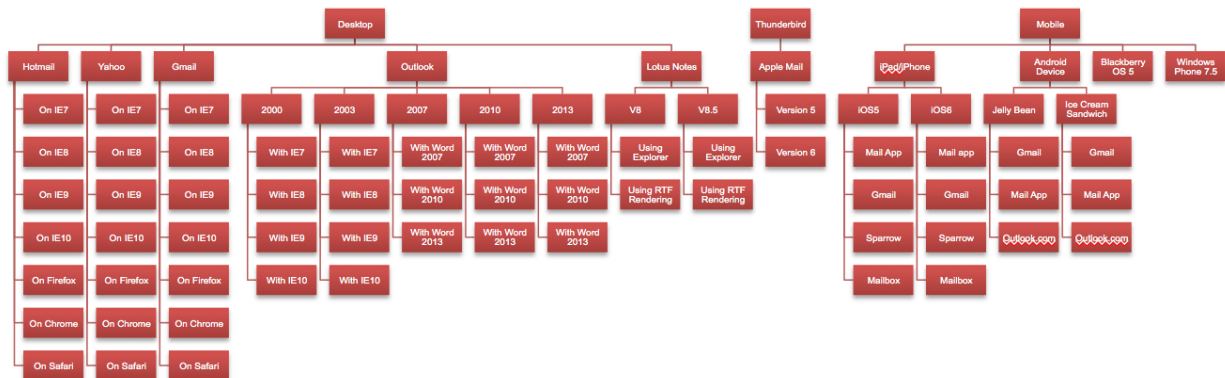 Desktop
Thunderbird
Mobile
Hotmail
Yahoo
Gmail
Outlook
Lotus Notes
Apple Mail
iPad/iPhone
Android
Device
Blackberry
OS 5
Windows
Phone 7.5
On IE7
On IE7
On IE7
2000
2003
2007
2010
2013
V8
V8.5
Version 5
iOS5
iOS6
Jelly Bean
Ice Cream
Sandwich
On IE8
On IE8
On IE8
With IE7
With IE7
With Word
2007
With Word
2007
With Word
2007
Using
Explorer
Using
Explorer
Version 6
Mail App
Mail app
Gmail
Gmail
On IE9
On IE9
On IE9
With IE8
With IE8
With Word
2010
With Word
2010
With Word
2010
Using RTF
Rendering
Using RTF
Rendering
Gmail
Gmail
Mail App
Mail App
On IE10
On IE10
On IE10
With IE9
With IE9
With Word
2013
With Word
2013
With Word
2013
Sparrow
Sparrow
Outlook.com
Outlook.com
On Firefox
On Firefox
On Firefox
With IE10
With IE10
Mailbox
Mailbox
On Chrome
On Chrome
On Chrome
On Safari
On Safari
On Safari